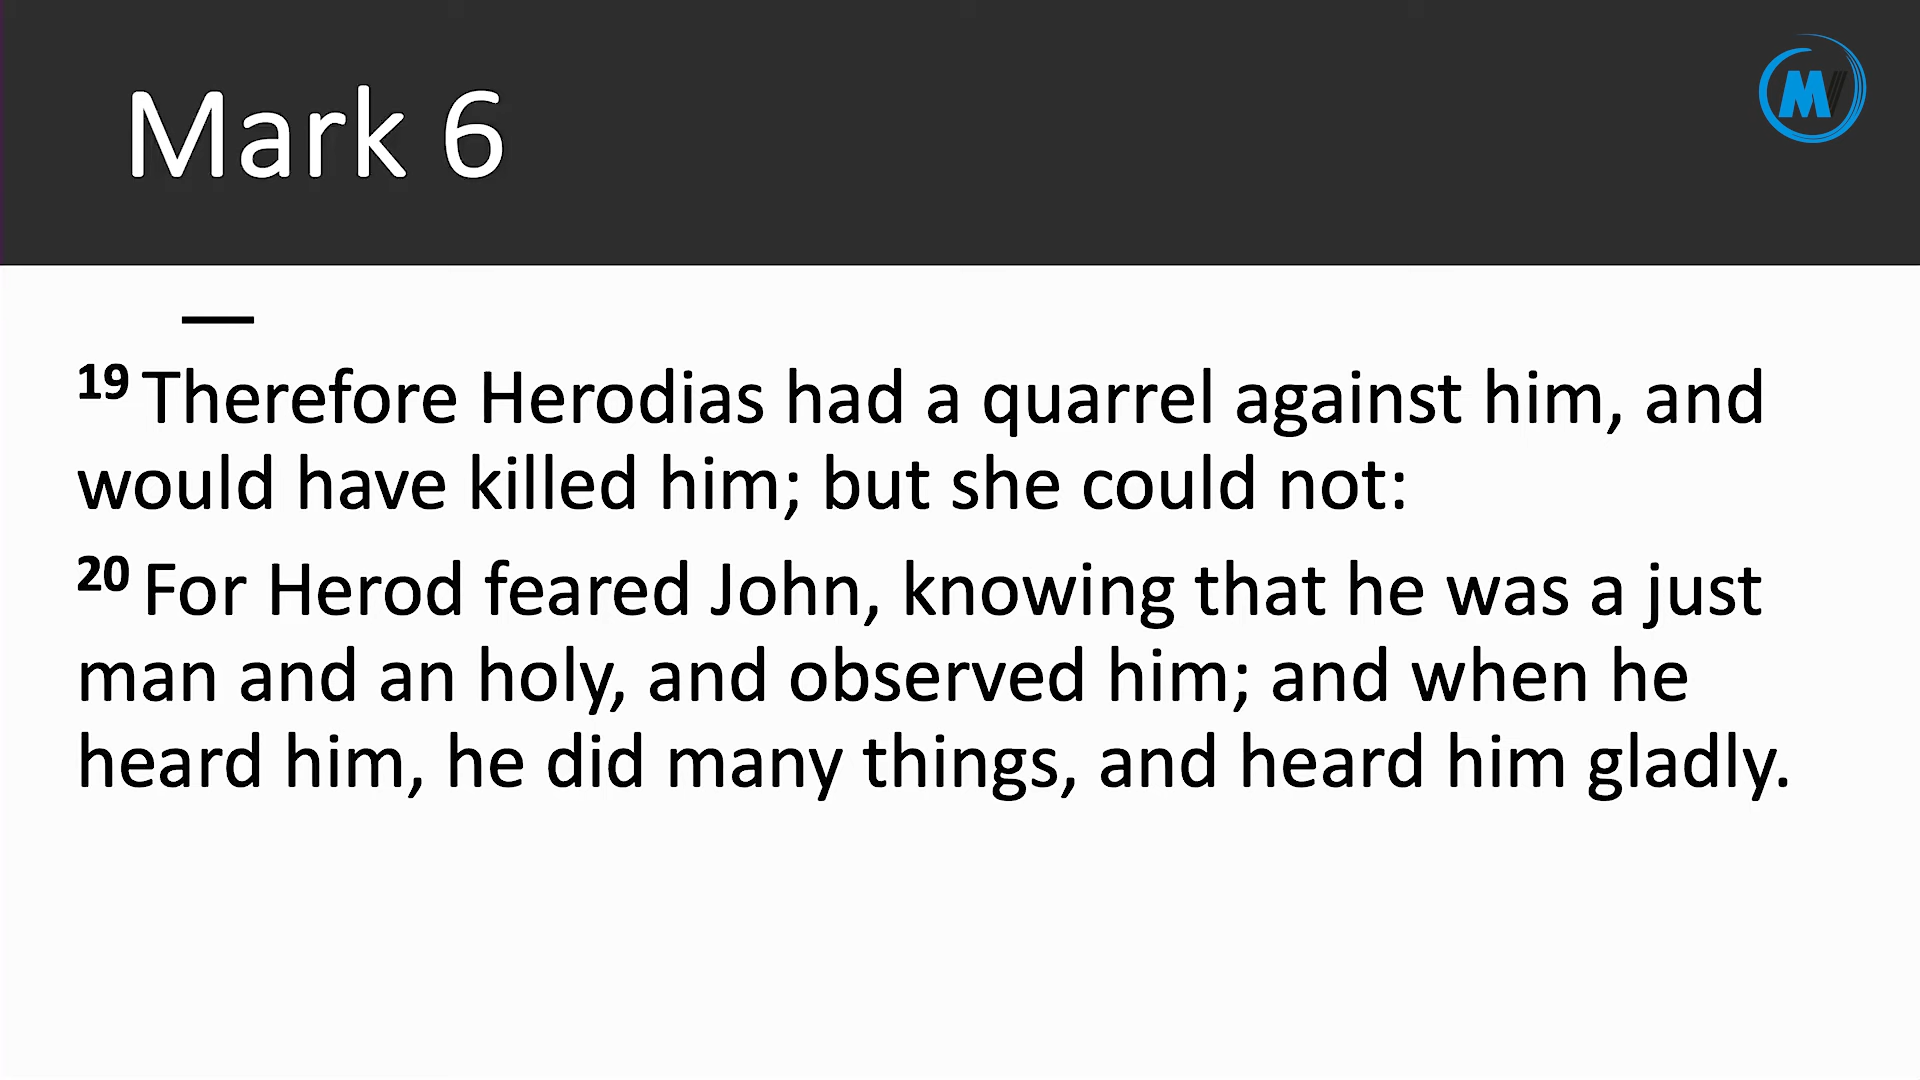 Mark 6
M
19 Therefore Herodias had a quarrel against him, and
would have killed him; but she could not:
20 For Herod feared John, knowing that he was a just
man and an holy, and observed him; and when he
heard him, he did many things, and heard him gladly.